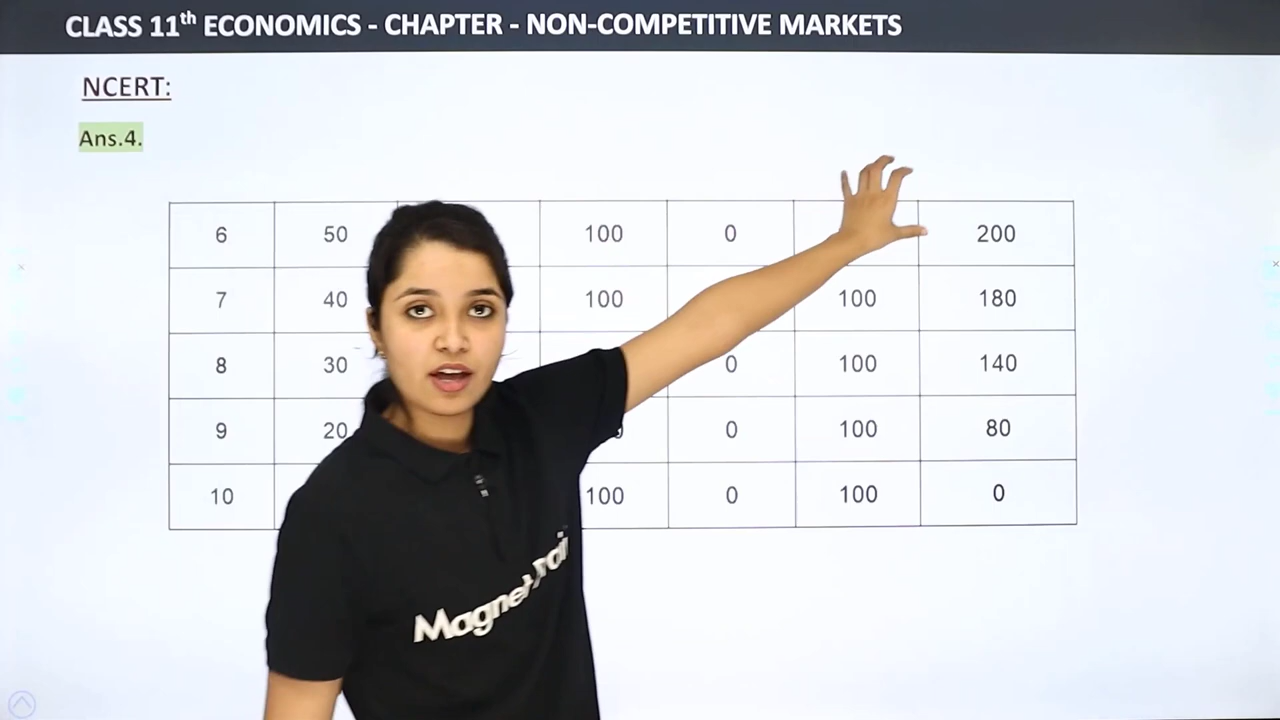 CLASS 11th ECONOMICS - CHAPTER - NON-COMPETITIVE MARKETS
NCERT:
Ans.4.
6 50 100 0 200
7 40 100 100 180
8 30 0 100 140
9 20 0 100 80
10 100 0 100 0